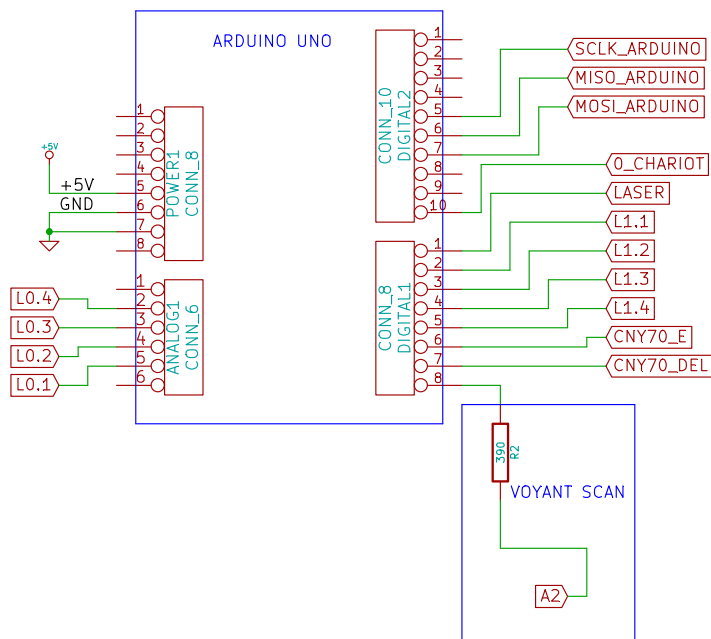 ARDUINO UNO
1
2
3
4
5
6
7
8
POWER1
CONN_8
+5V
+5V
GND
1
2
3
4
5
6
ANALOG1
CONN_6
L0.4
L0.3
L0.2
L0.1
1
2
3
4
5
6
7
8
9
10
CONN_10
DIGITAL2
SCLK_ARDUINO
MISO_ARDUINO
MOSI_ARDUINO
0_CHARIOT
1
2
3
4
5
6
7
8
CONN_8
DIGITAL1
LASER
L1.1
L1.2
L1.3
L1.4
CNY70_E
CNY70_DEL
390
R2
VOYANT SCAN
A2